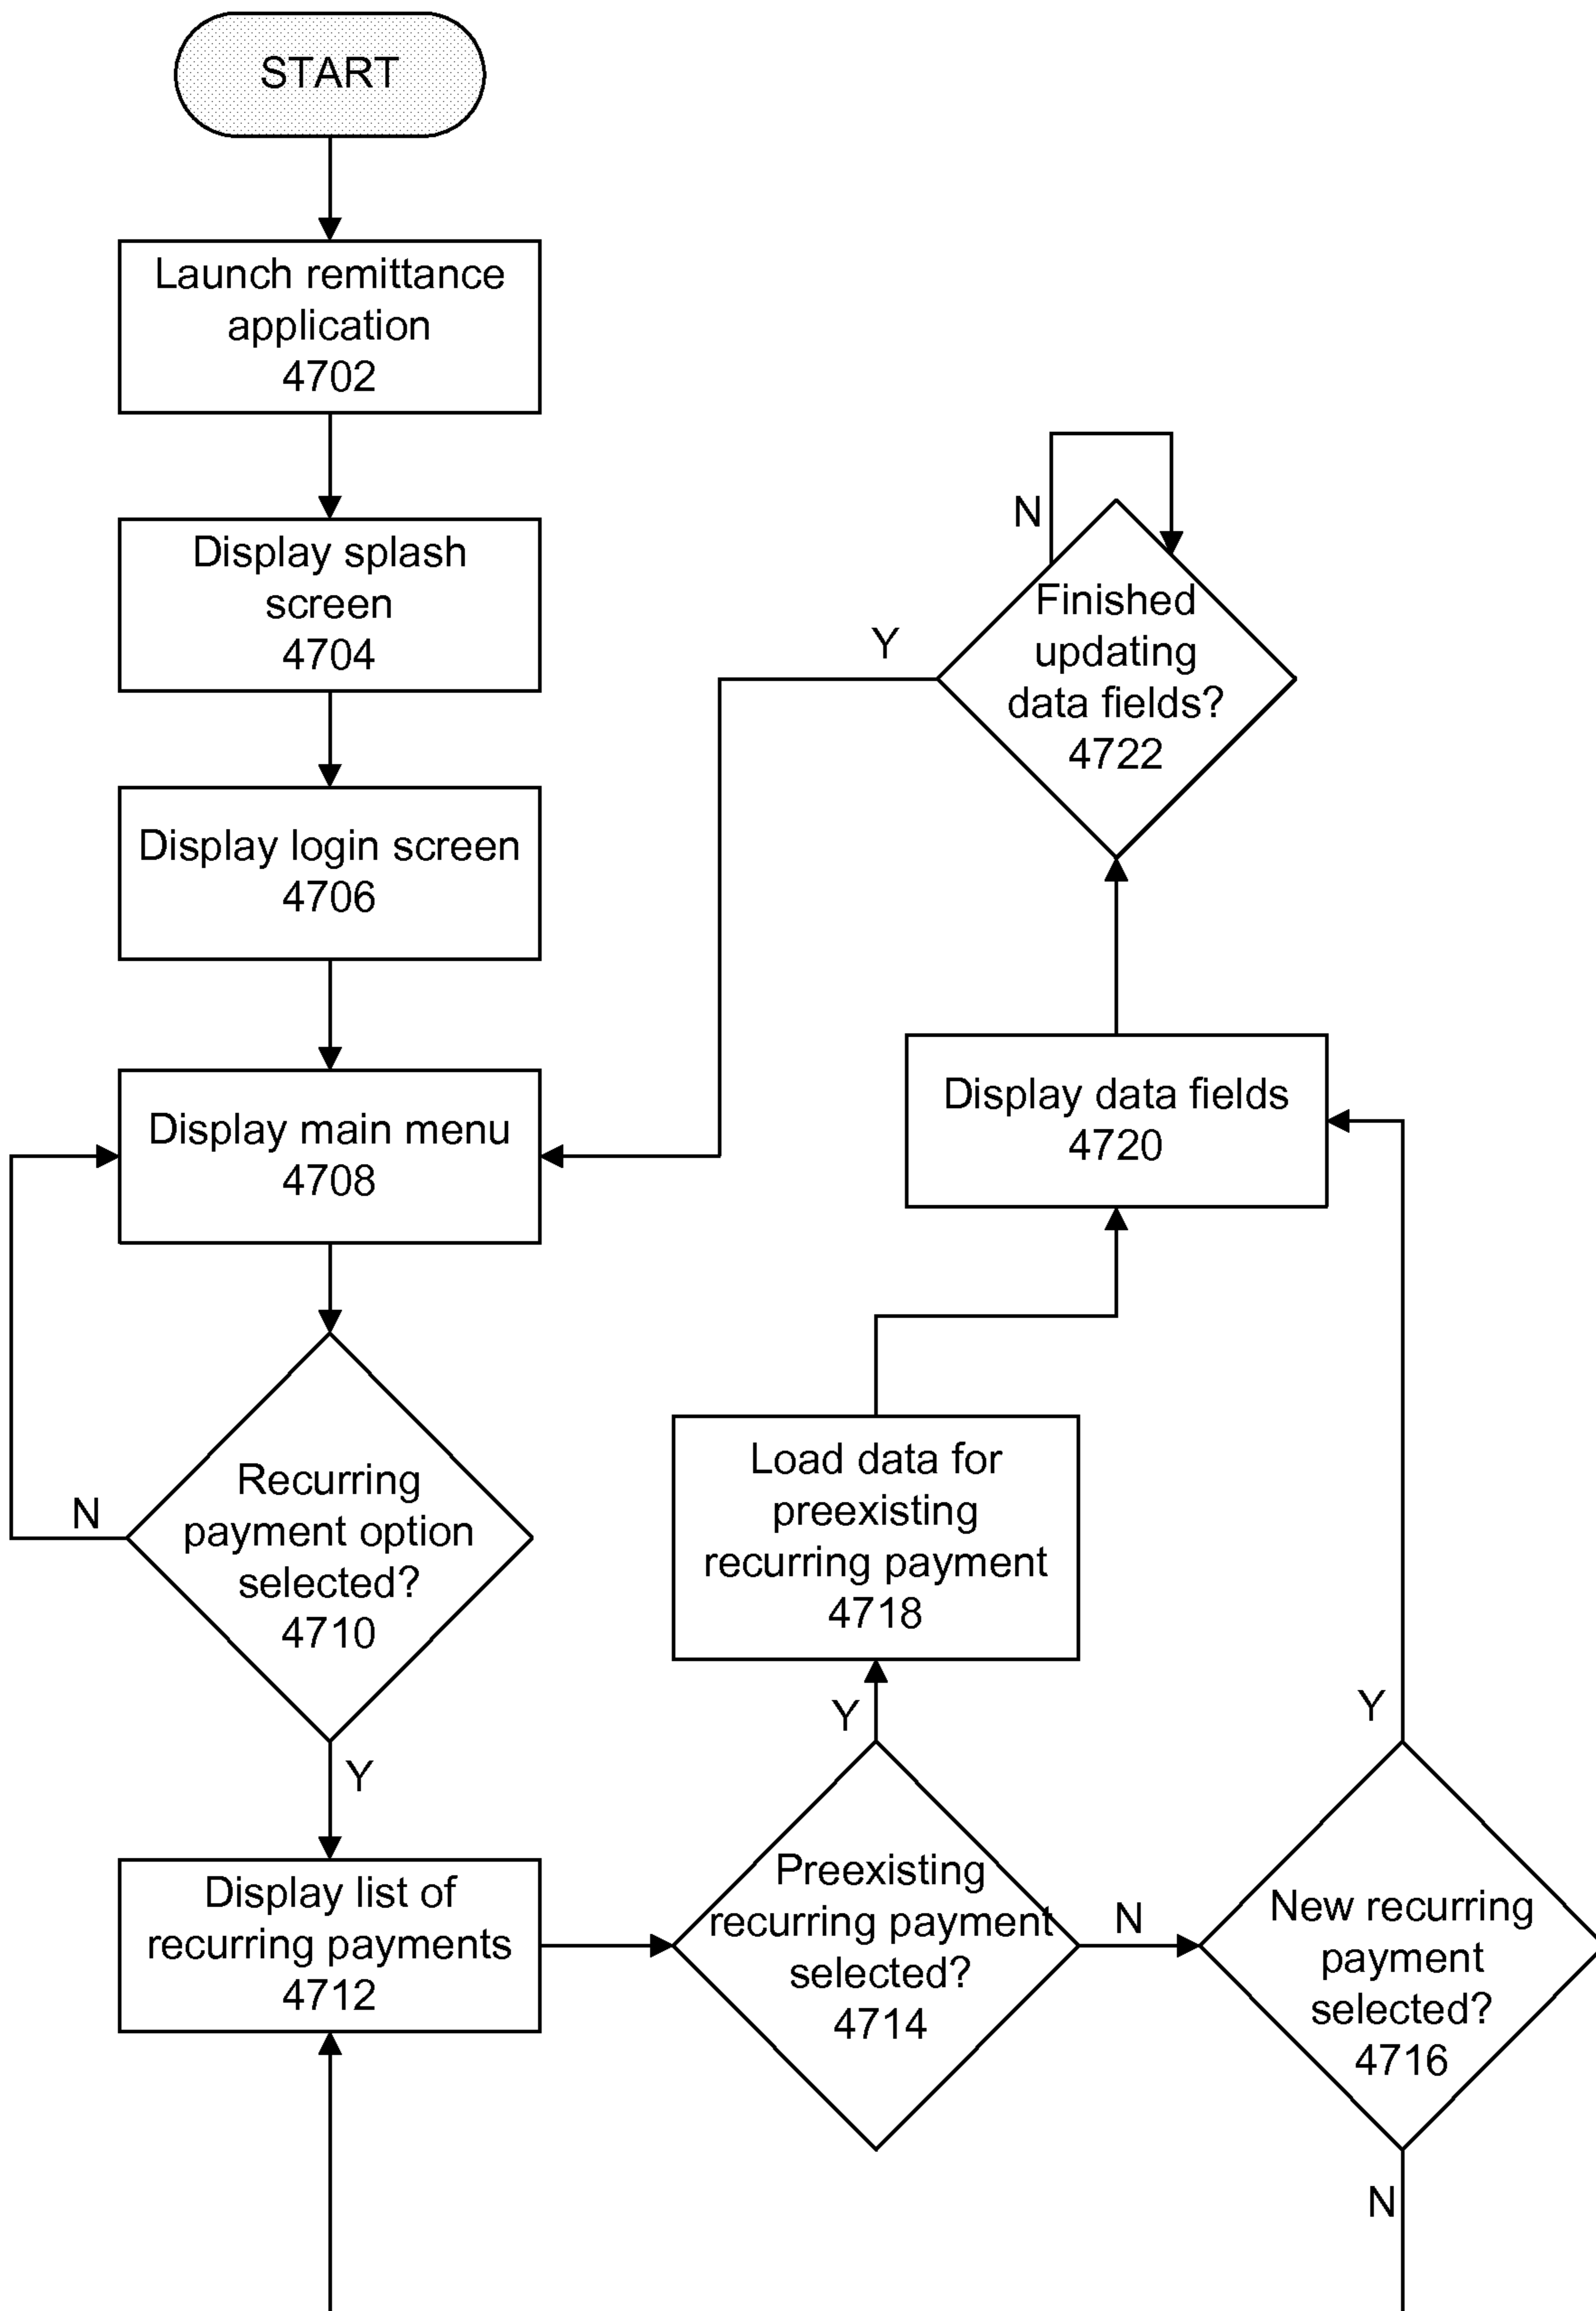 START
Launch remittance
application
4702
Display splash
screen
4704
Display login screen
4706
Display main menu
4708
N
Recurring
payment option
selected?
4710
Y
Display list of
recurring payments
4712
Preexisting
recurring payment
selected?
4714
Y
N
Load data for
preexisting
recurring payment
4718
New recurring
payment
selected?
4716
Y
N
Display data fields
4720
Finished
updating
data fields?
4722
N
Y